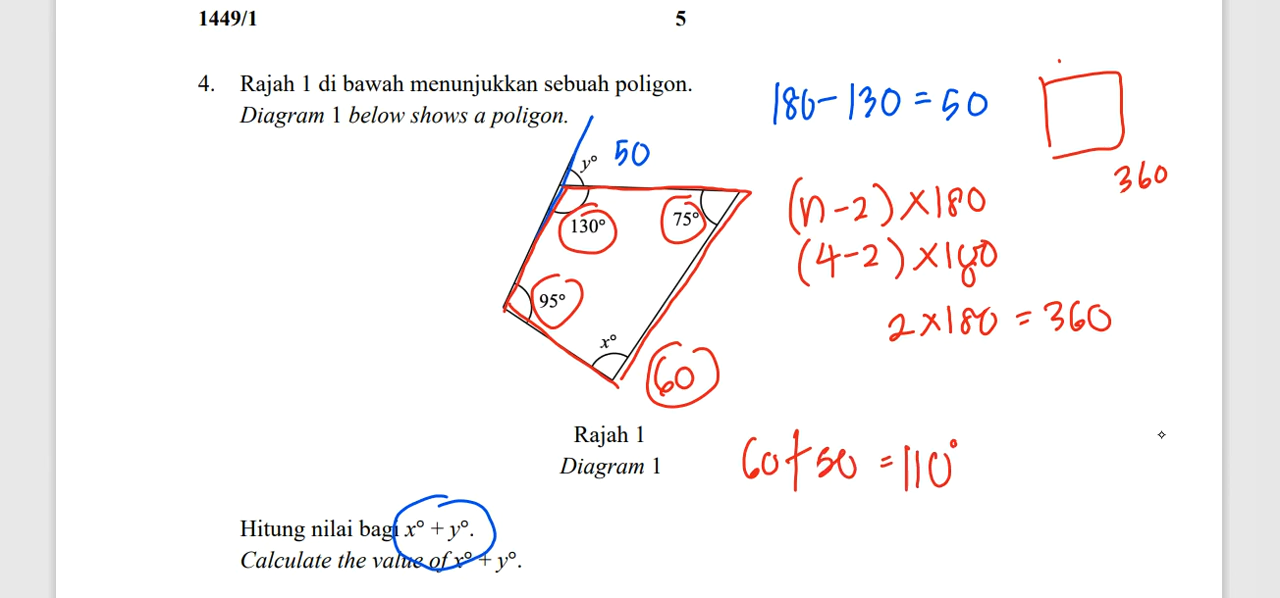 1449/1
5
4. Rajah 1 di bawah menunjukkan sebuah poligon.
Diagram 1 below shows a poligon.
180-130=50
y° 50
360
130°
75°
(n-2)×180
(4-2)×180
95°
2×180=360
x°
60
Rajah 1
Diagram 1
60+50=110°
Hitung nilai bagi x° + y°.
Calculate the value of x° + y°.